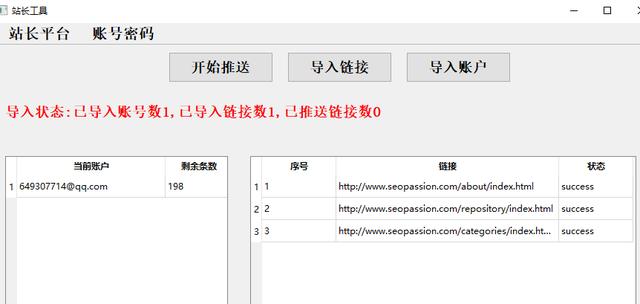 站长工具
站长平台 账号密码
开始推送 导入链接 导入账户
导入状态:已导入账号数1,已导入链接数1,已推送链接数0
当前账户 剩余条数 序号 链接 状态
1 649307714@qq.com 198 1 1 http://www.seopassion.com/about/index.html success
2 2 http://www.seopassion.com/repository/index.html success
3 3 http://www.seopassion.com/categories/index.ht... success